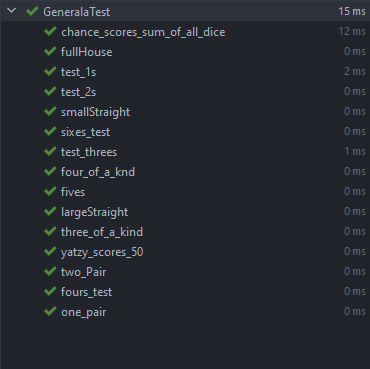 GeneralaTest 15 ms
chance_scores_sum_of_all_dice 12 ms
fullHouse 0 ms
test_1s 2 ms
test_2s 0 ms
smallStraight 0 ms
sixes_test 0 ms
test_threes 1 ms
four_of_a_knd 0 ms
fives 0 ms
largeStraight 0 ms
three_of_a_kind 0 ms
yatzy_scores_50 0 ms
two_Pair 0 ms
fours_test 0 ms
one_pair 0 ms